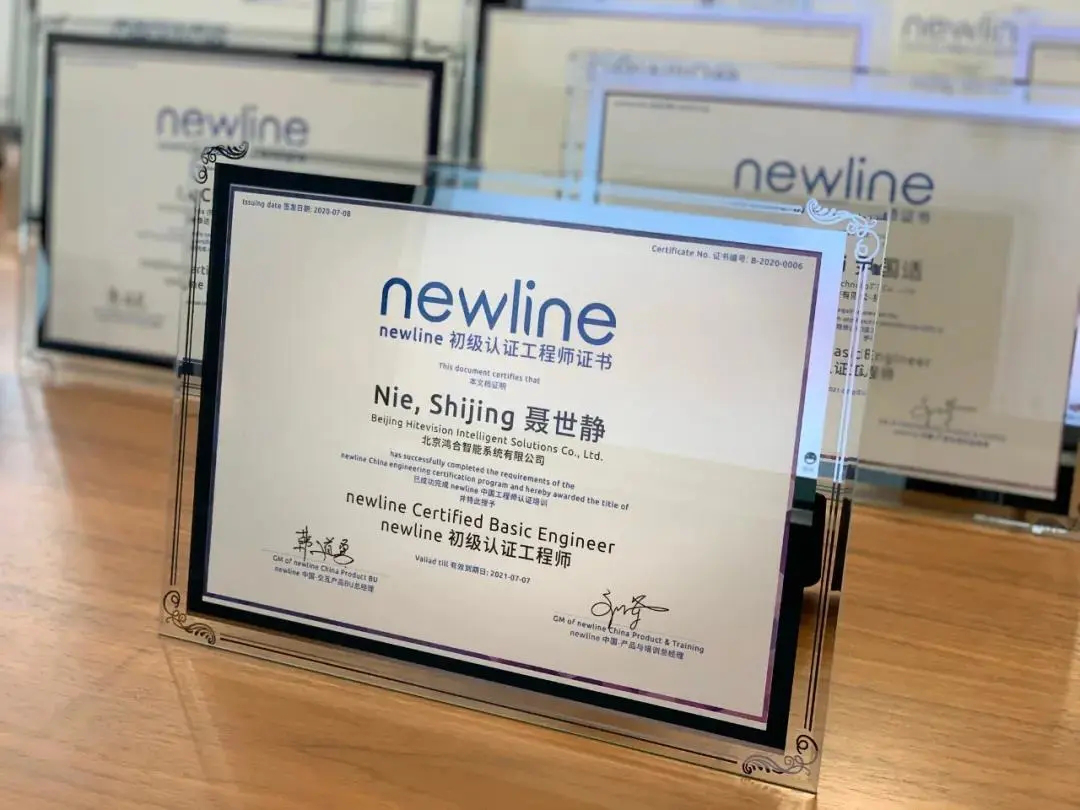 Issuing date 签发日期: 2020-07-08
Certificate No. 证书编号: B-2020-0006
newline
newline 初级认证工程师证书
This document certifies that
本文档证明
Nie, Shijing 聂世静
Beijing Hitevision Intelligent Solutions Co., Ltd.
北京鸿合智能系统有限公司
has successfully completed the requirements of the
newline China engineering certification program and hereby awarded the title of
已成功完成 newline 中国工程师认证培训
并特此授予
newline Certified Basic Engineer
newline 初级认证工程师
Vailad till 有效到期日: 2021-07-07
GM of newline China Product BU
newline 中国-交互产品BU总经理
GM of newline China Product & Training
newline 中国-产品与培训总经理
newline
newline
证书
Engineer
newlin